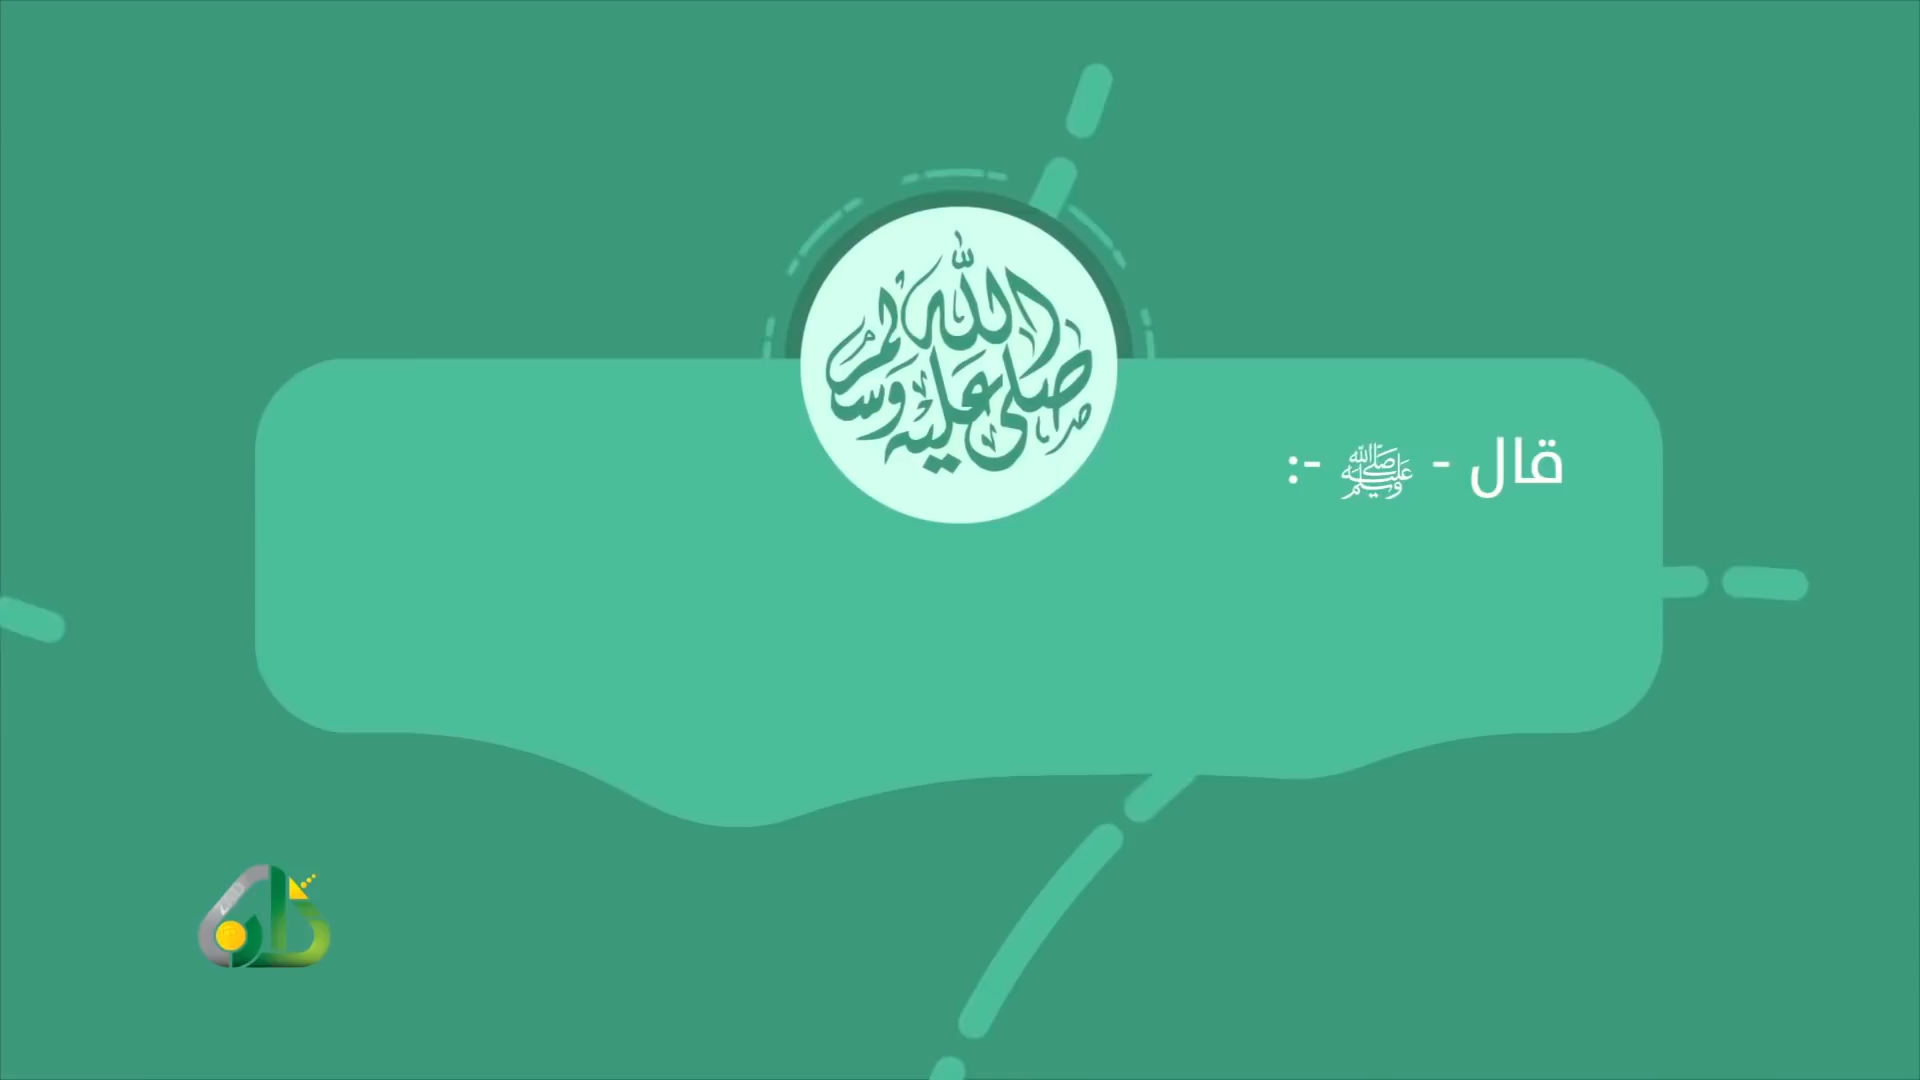 صلى الله عليه وسلم
قال - ﷺ -: